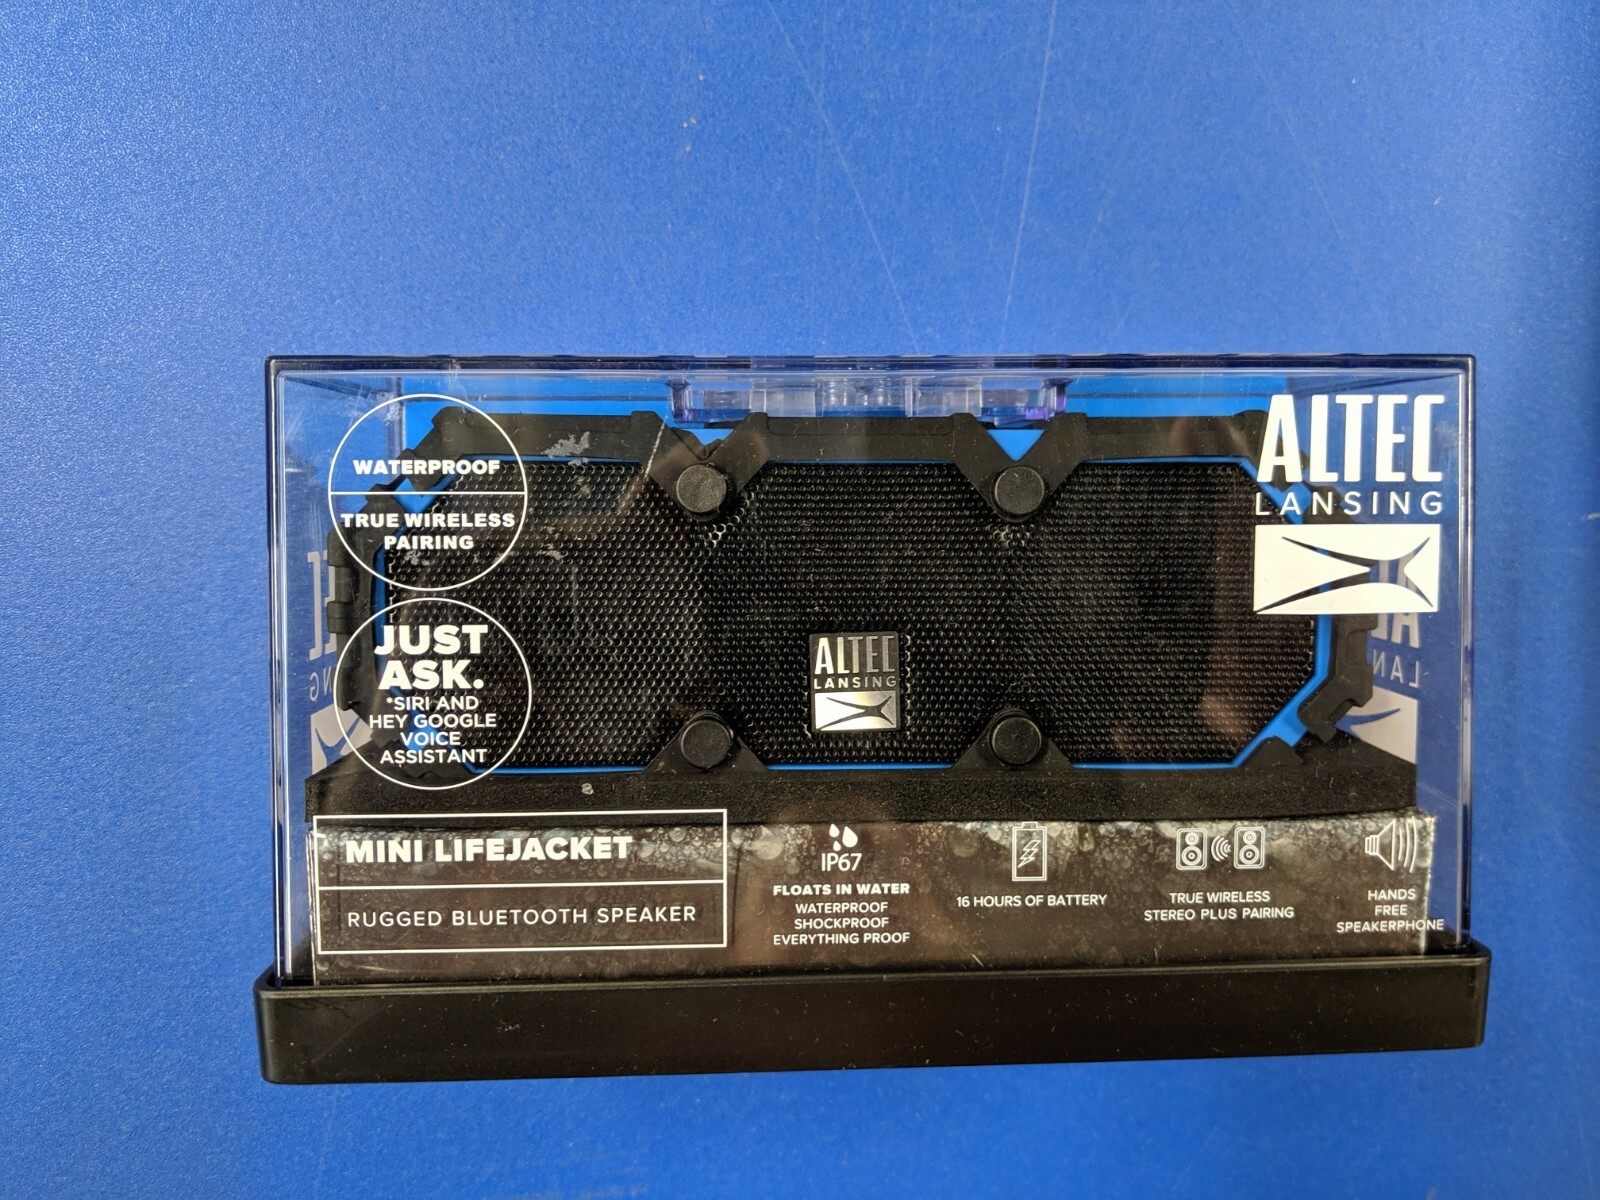 WATERPROOF
TRUE WIRELESS
PAIRING
JUST
ASK.
*SIRI AND
HEY GOOGLE
VOICE
ASSISTANT
ALTEC
LANSING
ALTEC
LANSING
MINI LIFEJACKET
RUGGED BLUETOOTH SPEAKER
IP67
FLOATS IN WATER
WATERPROOF
SHOCKPROOF
EVERYTHING PROOF
16 HOURS OF BATTERY
TRUE WIRELESS
STEREO PLUS PAIRING
HANDS
FREE
SPEAKERPHONE